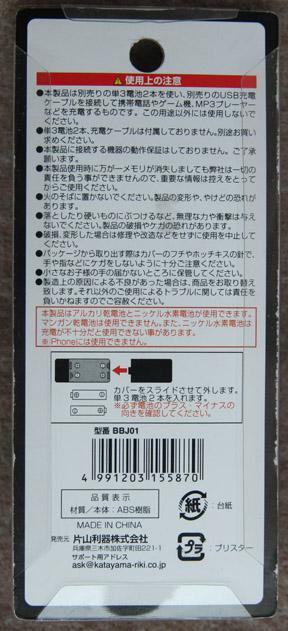 ⚠使用上の注意
●本製品は別売りの単3電池2本を使い、別売りのUSB充電
ケーブルを接続して携帯電話やゲーム機、MP3プレーヤー
などを充電するものです。この用途以外には使用しないで
ください。
●単3電池2本、充電ケーブルは付属しておりません。別途お買い
求めください。
●本製品に接続する機器の動作保証はしておりません。ご了承
願います。
●本製品使用時に万が一メモリが消失しましても弊社は一切の
責任を負う事ができませんので、重要な情報は控えをとって
からご使用ください。
●火のそばに置かないでください。製品の変形や、やけどの恐れが
あります。
●落としたり硬いものにぶつけるなど、無理な力や衝撃は与え
ないでください。製品の破損やケガの恐れがあります。
●破損、変形した場合は修理や改造などをせずに使用を中止して
ください。
●パッケージから取り出す際はカバーのフチやホッチキスの針で、
手や指などにケガをしないように十分ご注意ください。
●小さなお子様の手の届かないところに保管してください。
●製造上の原因による不良があった場合は、商品をお取り替え
致します。それ以外のご使用によるトラブルに関しては責任を
負いかねますのでご容赦ください。
本製品はアルカリ乾電池とニッケル水素電池が使用できます。
マンガン乾電池は使用できません。また、ニッケル水素電池は
充電が不十分だと使用できない事があります。
※iPhoneには使用できません。
カバーをスライドさせて外します。
単3電池2本を入れます。
※必ず電池のプラス・マイナスの
向きを確認してください。
型番 BBJ01
4 991203 155870
品質表示
材質／本体：ABS樹脂
MADE IN CHINA
紙：台紙
プラ：ブリスター
発売元 片山利器株式会社
兵庫県三木市加佐字町田221-1
サポート用アドレス
ask@katayama-riki.co.jp